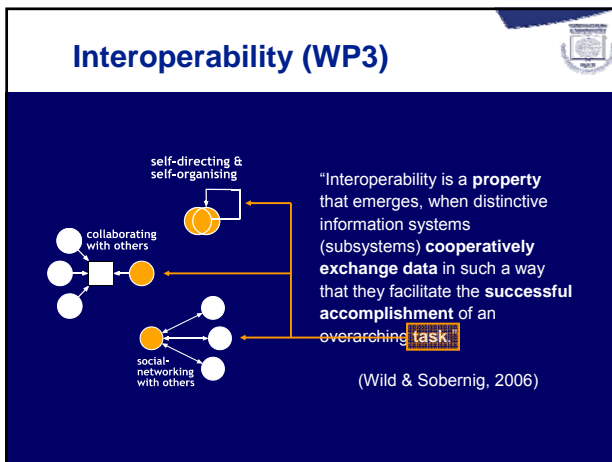 Interoperability (WP3)
self-directing &
self-organising
collaborating
with others
social-
networking
with others
“Interoperability is a property
that emerges, when distinctive
information systems
(subsystems) cooperatively
exchange data in such a way
that they facilitate the successful
accomplishment of an
overarching task.”
(Wild & Sobernig, 2006)